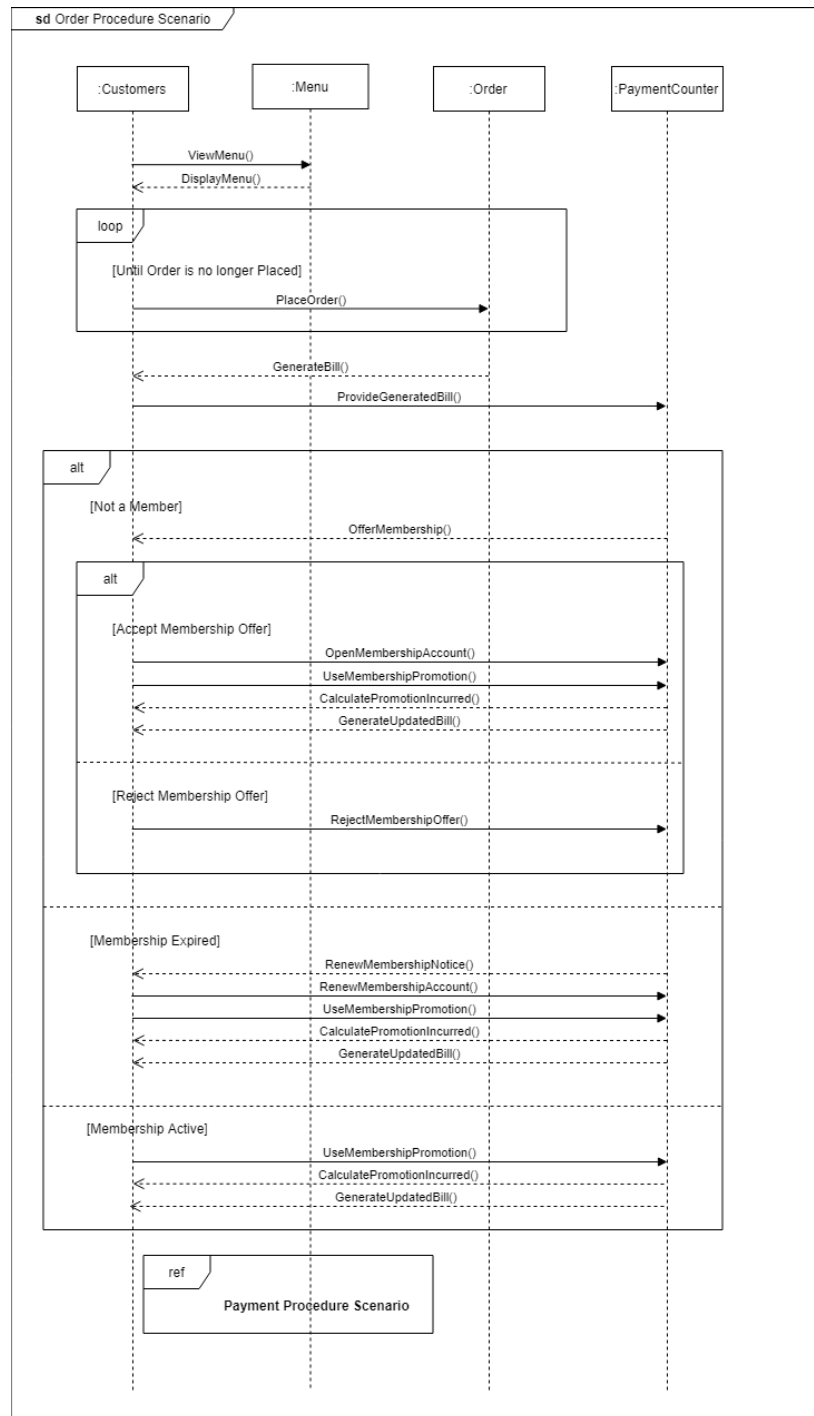 sd Order Procedure Scenario
:Customers
:Menu
:Order
:PaymentCounter
ViewMenu()
DisplayMenu()
loop
[Until Order is no longer Placed]
PlaceOrder()
GenerateBill()
ProvideGeneratedBill()
alt
[Not a Member]
OfferMembership()
alt
[Accept Membership Offer]
OpenMembershipAccount()
UseMembershipPromotion()
CalculatePromotionIncurred()
GenerateUpdatedBill()
[Reject Membership Offer]
RejectMembershipOffer()
[Membership Expired]
RenewMembershipNotice()
RenewMembershipAccount()
UseMembershipPromotion()
CalculatePromotionIncurred()
GenerateUpdatedBill()
[Membership Active]
UseMembershipPromotion()
CalculatePromotionIncurred()
GenerateUpdatedBill()
ref
Payment Procedure Scenario